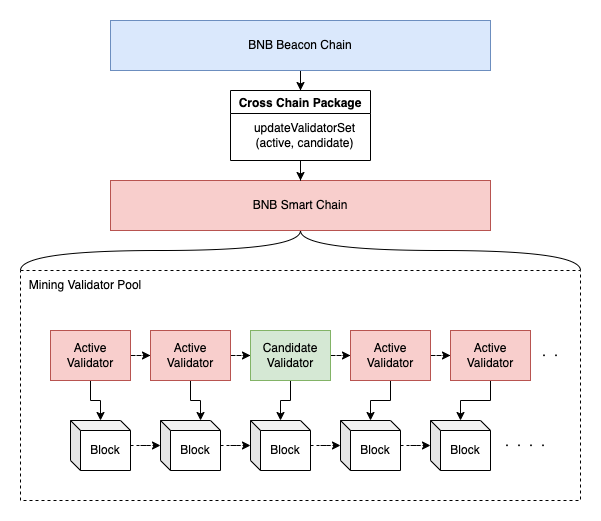 BNB Beacon Chain
Cross Chain Package
updateValidatorSet
(active, candidate)
BNB Smart Chain
Mining Validator Pool
Active
Validator
Active
Validator
Candidate
Validator
Active
Validator
Active
Validator
Block
Block
Block
Block
Block